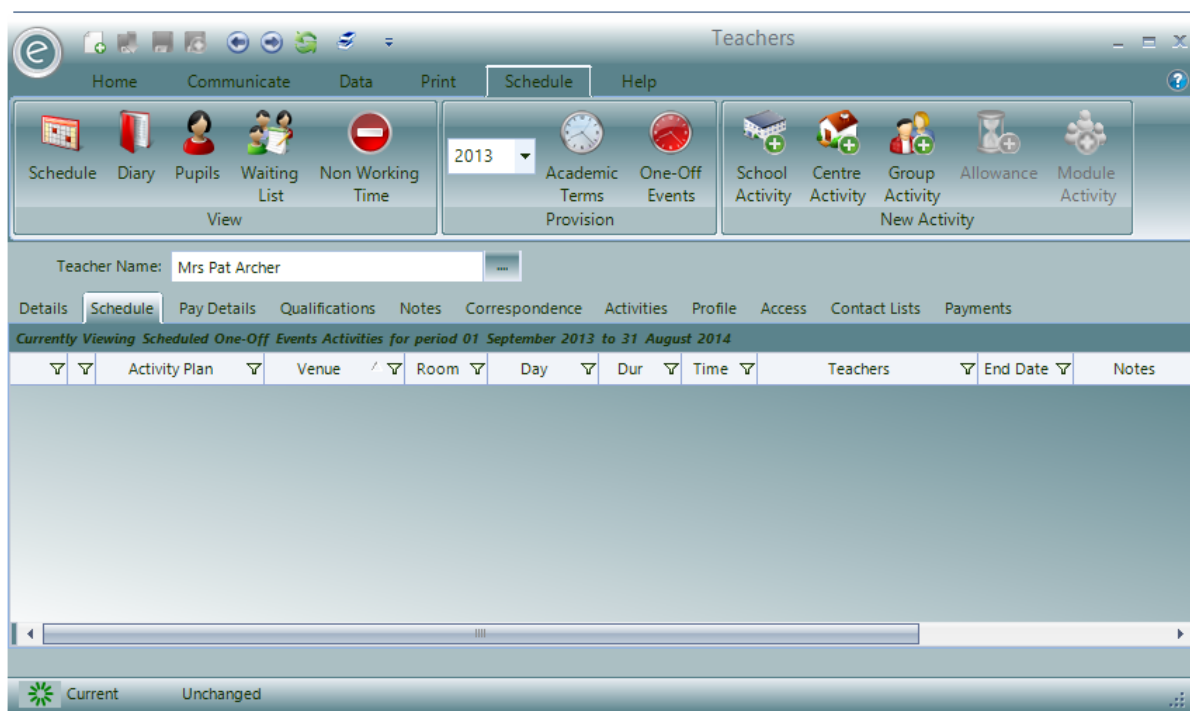 Teachers
Home Communicate Data Print Schedule Help
2013
Schedule Diary Pupils Waiting List Non Working Time Academic Terms One-Off Events School Activity Centre Activity Group Activity Allowance Module Activity
View Provision New Activity
Teacher Name: Mrs Pat Archer ....
Details Schedule Pay Details Qualifications Notes Correspondence Activities Profile Access Contact Lists Payments
Currently Viewing Scheduled One-Off Events Activities for period 01 September 2013 to 31 August 2014
Activity Plan Venue Room Day Dur Time Teachers End Date Notes
Current Unchanged